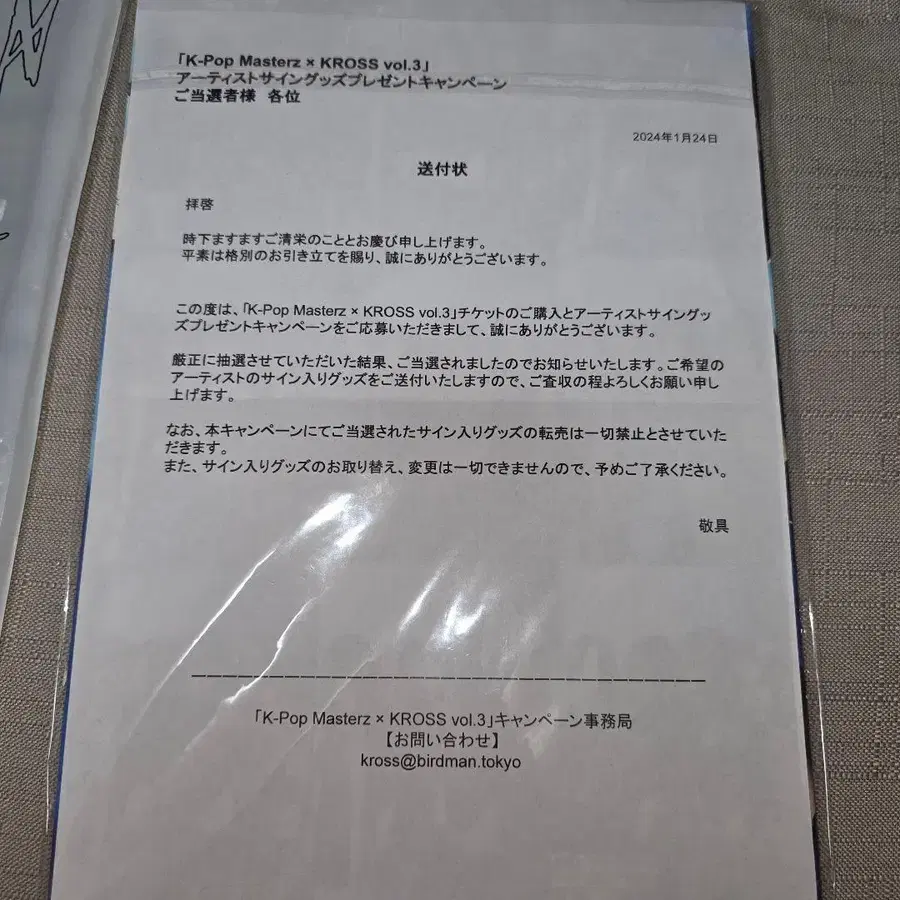 「K-Pop Masterz × KROSS vol.3」
アーティストサイングッズプレゼントキャンペーン
ご当選者様 各位
2024年1月24日
送付状
拝啓
時下ますますご清栄のこととお慶び申し上げます。
平素は格別のお引き立てを賜り、誠にありがとうございます。
この度は、「K-Pop Masterz × KROSS vol.3」チケットのご購入とアーティストサイングッ
ズプレゼントキャンペーンをご応募いただきまして、誠にありがとうございます。
厳正に抽選させていただいた結果、ご当選されましたのでお知らせいたします。ご希望の
アーティストのサイン入りグッズをご送付いたしますので、ご査収の程よろしくお願い申し
上げます。
なお、本キャンペーンにてご当選されたサイン入りグッズの転売は一切禁止とさせていた
だきます。
また、サイン入りグッズのお取り替え、変更は一切できませんので、予めご了承ください。
敬具
「K-Pop Masterz × KROSS vol.3」キャンペーン事務局
【お問い合わせ】
kross@birdman.tokyo